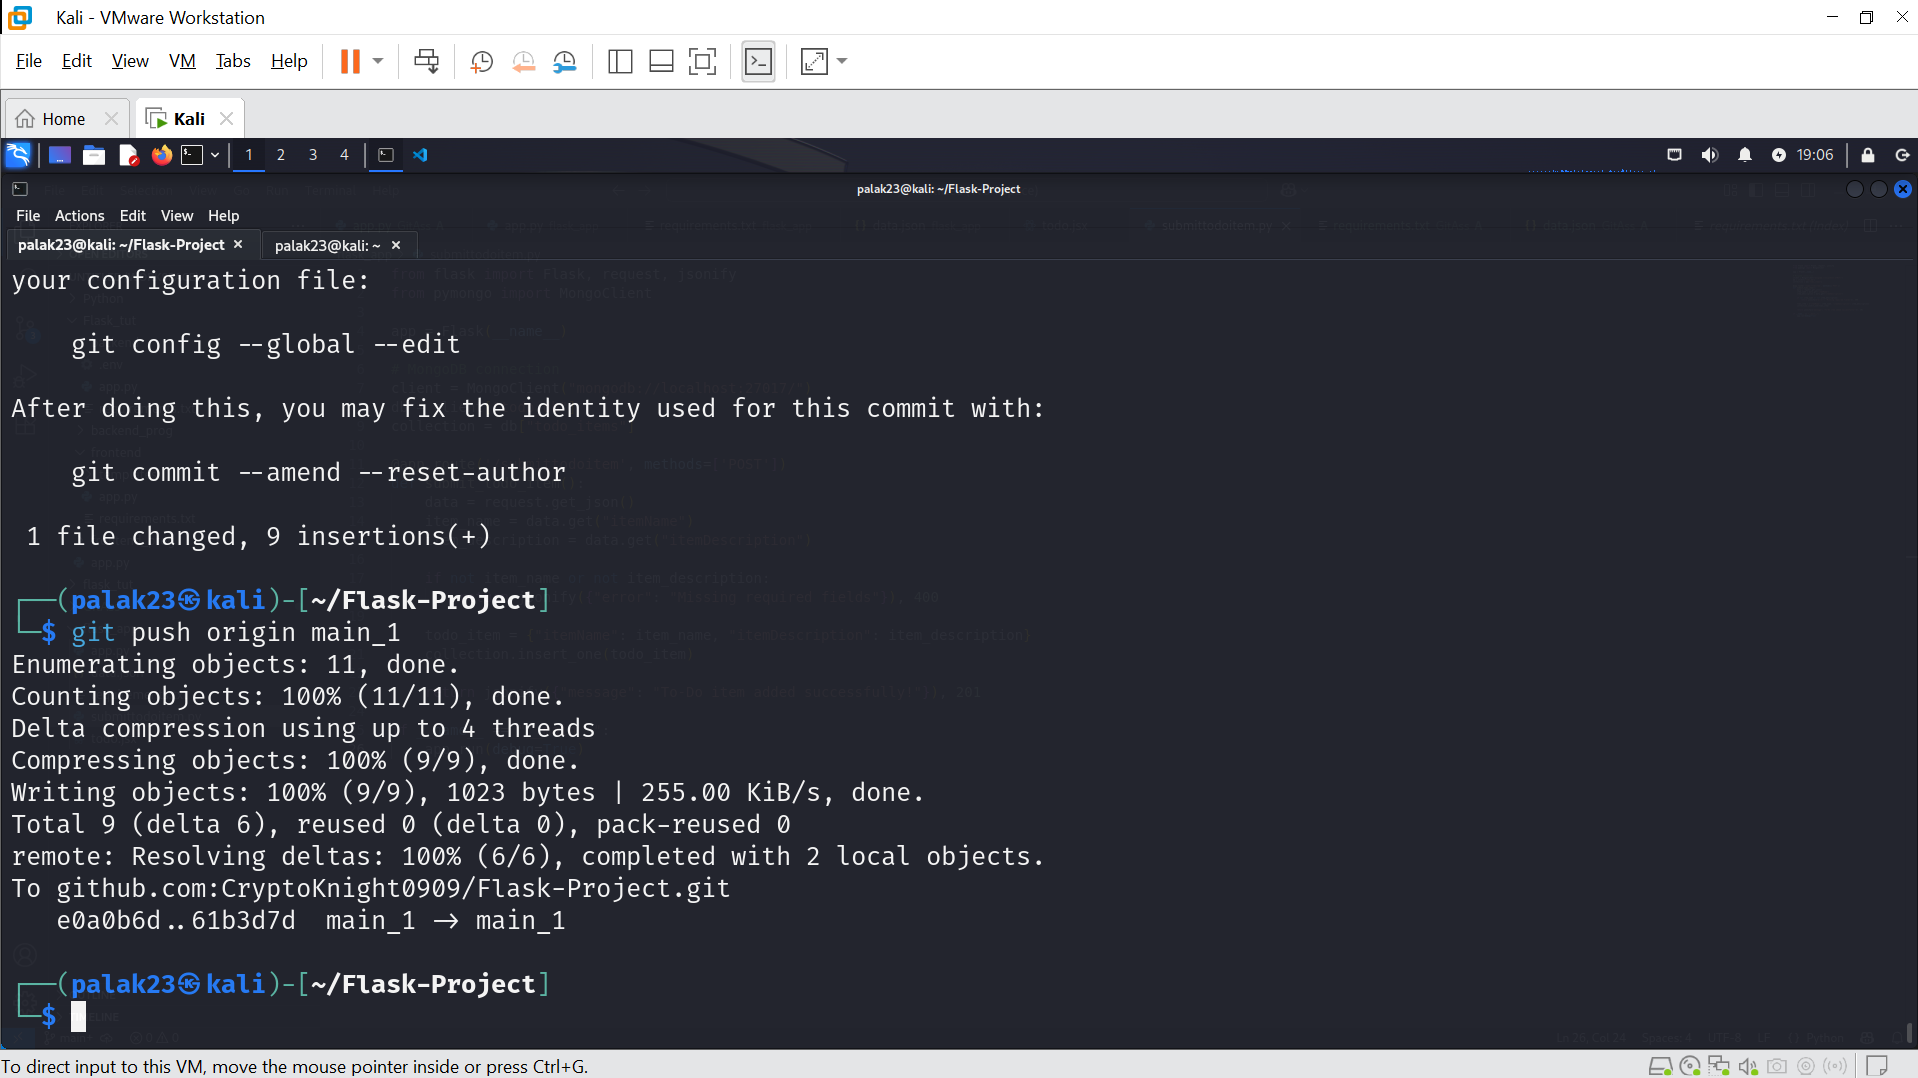 Kali - VMware Workstation
File Edit View VM Tabs Help
Home
Kali
1 2 3 4
19:06
palak23@kali: ~/Flask-Project
File Actions Edit View Help
palak23@kali: ~/Flask-Project
palak23@kali: ~
your configuration file:
git config --global --edit
After doing this, you may fix the identity used for this commit with:
git commit --amend --reset-author
1 file changed, 9 insertions(+)
(palak23㉿kali)-[~/Flask-Project]
$ git push origin main_1
Enumerating objects: 11, done.
Counting objects: 100% (11/11), done.
Delta compression using up to 4 threads
Compressing objects: 100% (9/9), done.
Writing objects: 100% (9/9), 1023 bytes | 255.00 KiB/s, done.
Total 9 (delta 6), reused 0 (delta 0), pack-reused 0
remote: Resolving deltas: 100% (6/6), completed with 2 local objects.
To github.com:CryptoKnight0909/Flask-Project.git
e0a0b6d..61b3d7d main_1 -> main_1
(palak23㉿kali)-[~/Flask-Project]
$
To direct input to this VM, move the mouse pointer inside or press Ctrl+G.